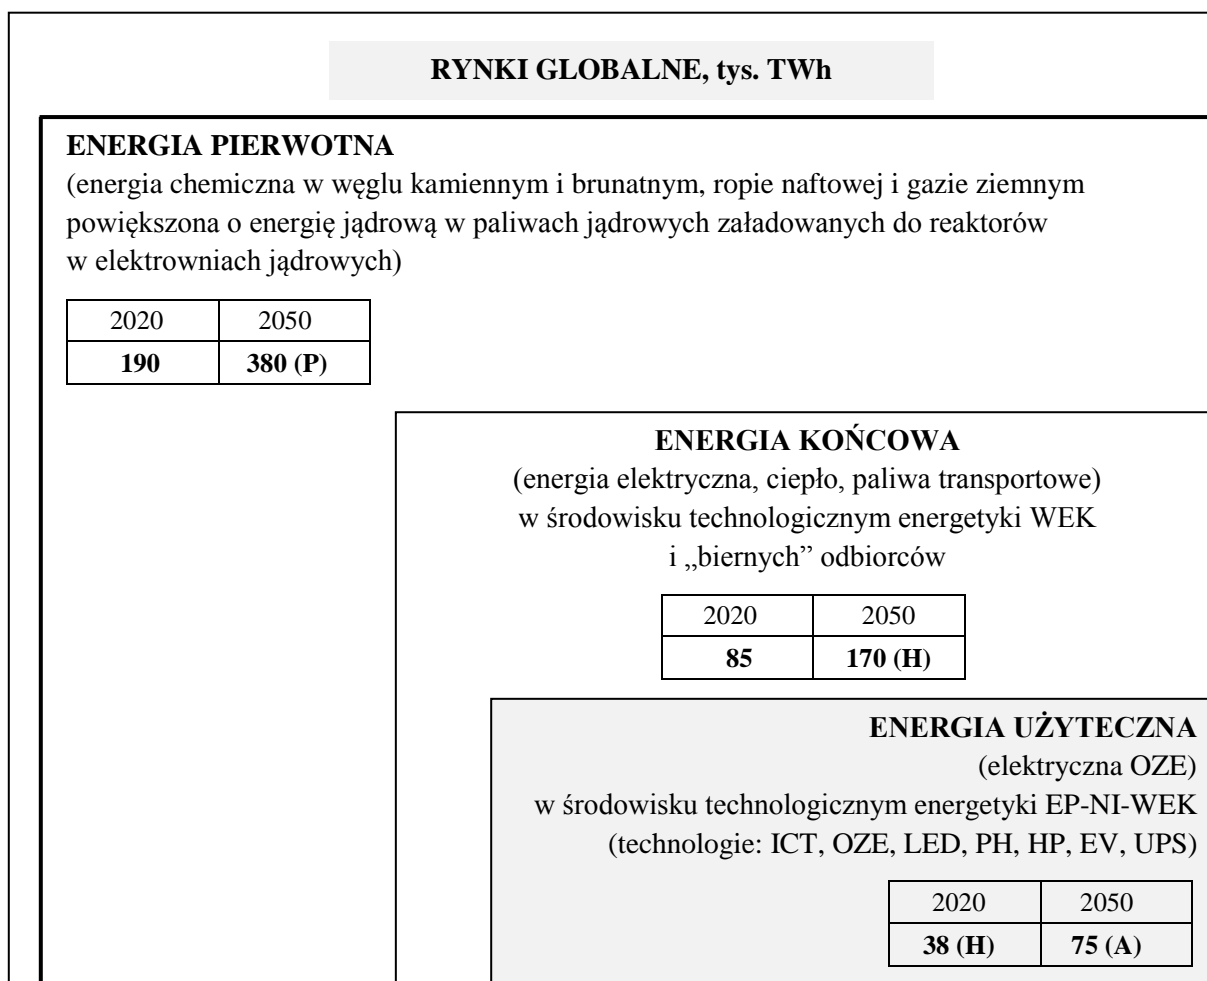 RYNKI GLOBALNE, tys. TWh
ENERGIA PIERWOTNA
(energia chemiczna w węglu kamiennym i brunatnym, ropie naftowej i gazie ziemnym
powiększona o energię jądrową w paliwach jądrowych załadowanych do reaktorów
w elektrowniach jądrowych)
2020 2050
190 380 (P)
ENERGIA KOŃCOWA
(energia elektryczna, ciepło, paliwa transportowe)
w środowisku technologicznym energetyki WEK
i „biernych” odbiorców
2020 2050
85 170 (H)
ENERGIA UŻYTECZNA
(elektryczna OZE)
w środowisku technologicznym energetyki EP-NI-WEK
(technologie: ICT, OZE, LED, PH, HP, EV, UPS)
2020 2050
38 (H) 75 (A)